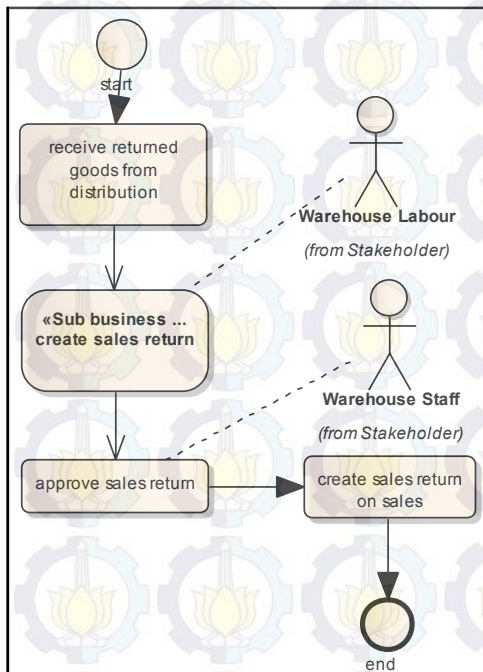 start
receive returned
goods from
distribution
Warehouse Labour
(from Stakeholder)
«Sub business ...
create sales return
Warehouse Staff
(from Stakeholder)
approve sales return
create sales return
on sales
end